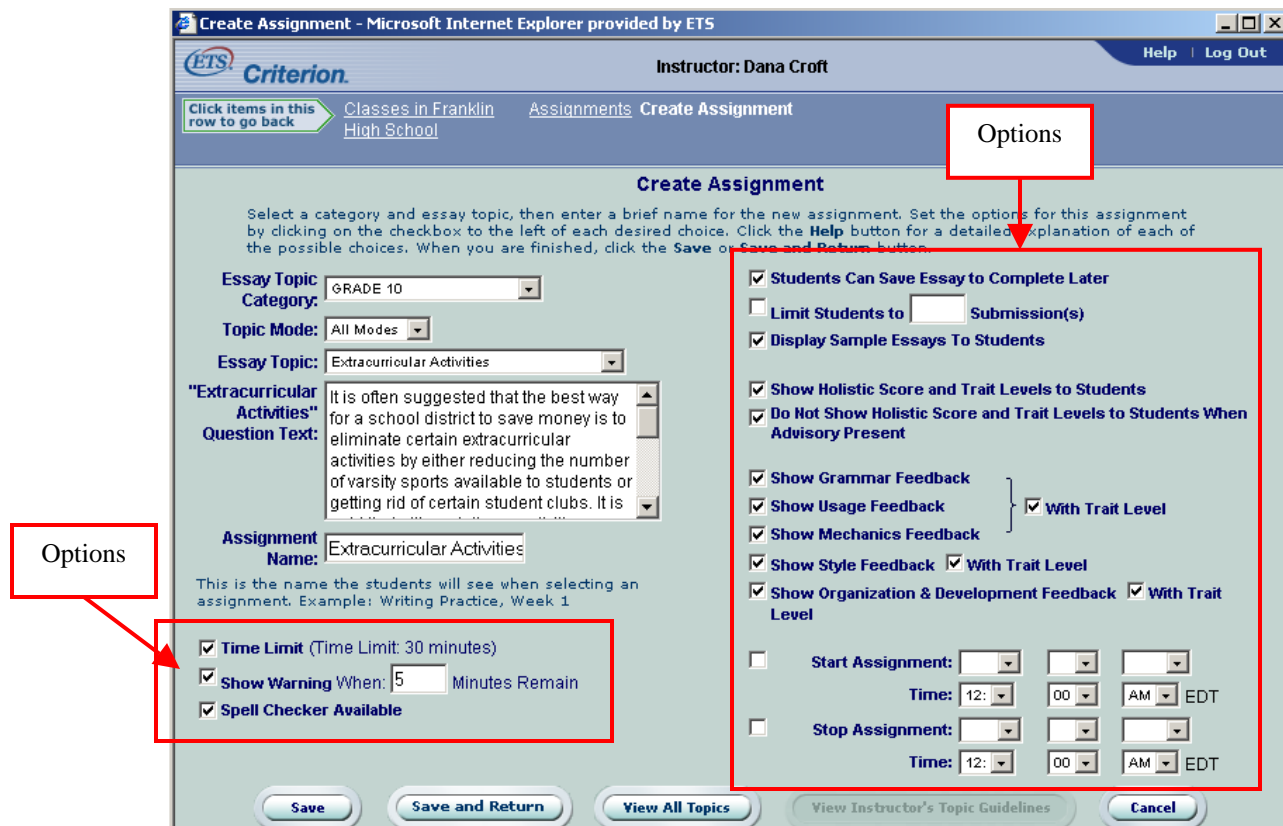 Create Assignment - Microsoft Internet Explorer provided by ETS
ETS Criterion.
Instructor: Dana Croft
Help | Log Out
Click items in this
row to go back
Classes in Franklin
High School
Assignments Create Assignment
Options
Create Assignment
Select a category and essay topic, then enter a brief name for the new assignment. Set the options for this assignment
by clicking on the checkbox to the left of each desired choice. Click the Help button for a detailed explanation of each of
the possible choices. When you are finished, click the Save or Save and Return button.
Essay Topic
Category: GRADE 10
Topic Mode: All Modes
Essay Topic: Extracurricular Activities
"Extracurricular
Activities"
Question Text:
It is often suggested that the best way
for a school district to save money is to
eliminate certain extracurricular
activities by either reducing the number
of varsity sports available to students or
getting rid of certain student clubs. It is
Assignment
Name: Extracurricular Activities
This is the name the students will see when selecting an
assignment. Example: Writing Practice, Week 1
Options
Time Limit (Time Limit: 30 minutes)
Show Warning When: 5 Minutes Remain
Spell Checker Available
Students Can Save Essay to Complete Later
Limit Students to Submission(s)
Display Sample Essays To Students
Show Holistic Score and Trait Levels to Students
Do Not Show Holistic Score and Trait Levels to Students When
Advisory Present
Show Grammar Feedback
Show Usage Feedback
With Trait Level
Show Mechanics Feedback
Show Style Feedback With Trait Level
Show Organization & Development Feedback With Trait
Level
Start Assignment:
Time: 12: 00 AM EDT
Stop Assignment:
Time: 12: 00 AM EDT
Save
Save and Return
View All Topics
View Instructor's Topic Guidelines
Cancel